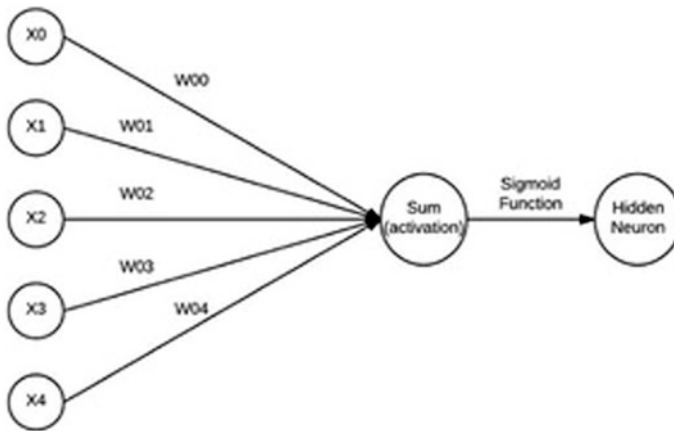 X0
W00
X1
W01
X2
W02
Sum
(activation)
Sigmoid
Function
Hidden
Neuron
X3
W03
W04
X4